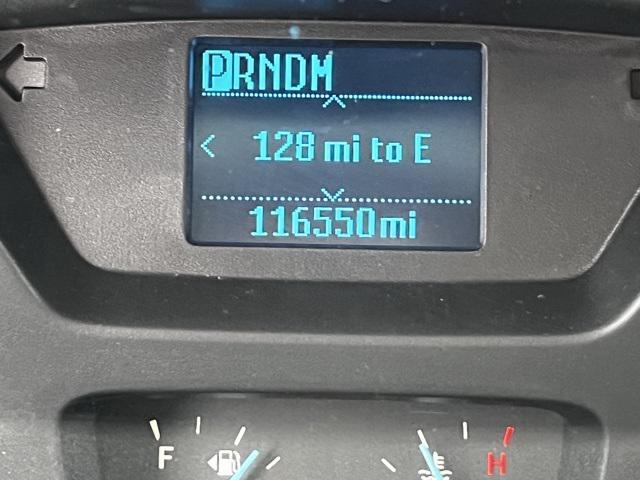 PRNDM
< 128 mi to E
116550mi
F
H